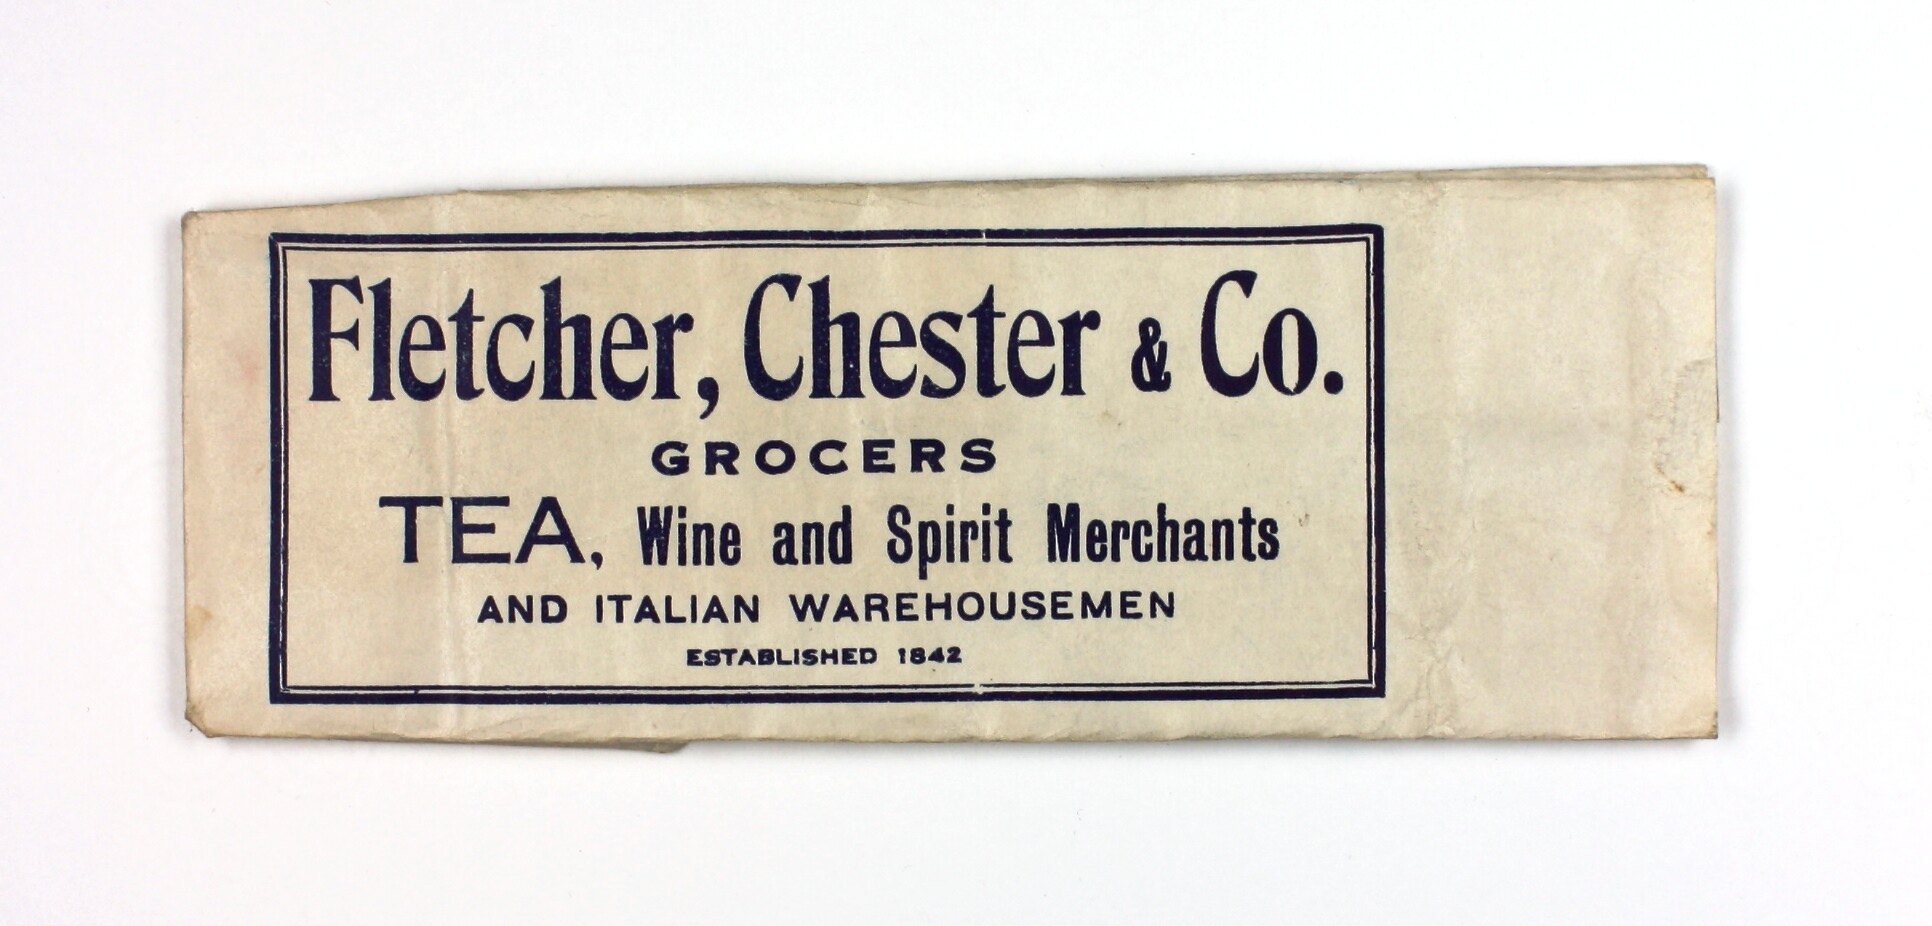 Fletcher, Chester & Co.
GROCERS
TEA, Wine and Spirit Merchants
AND ITALIAN WAREHOUSEMEN
ESTABLISHED 1842